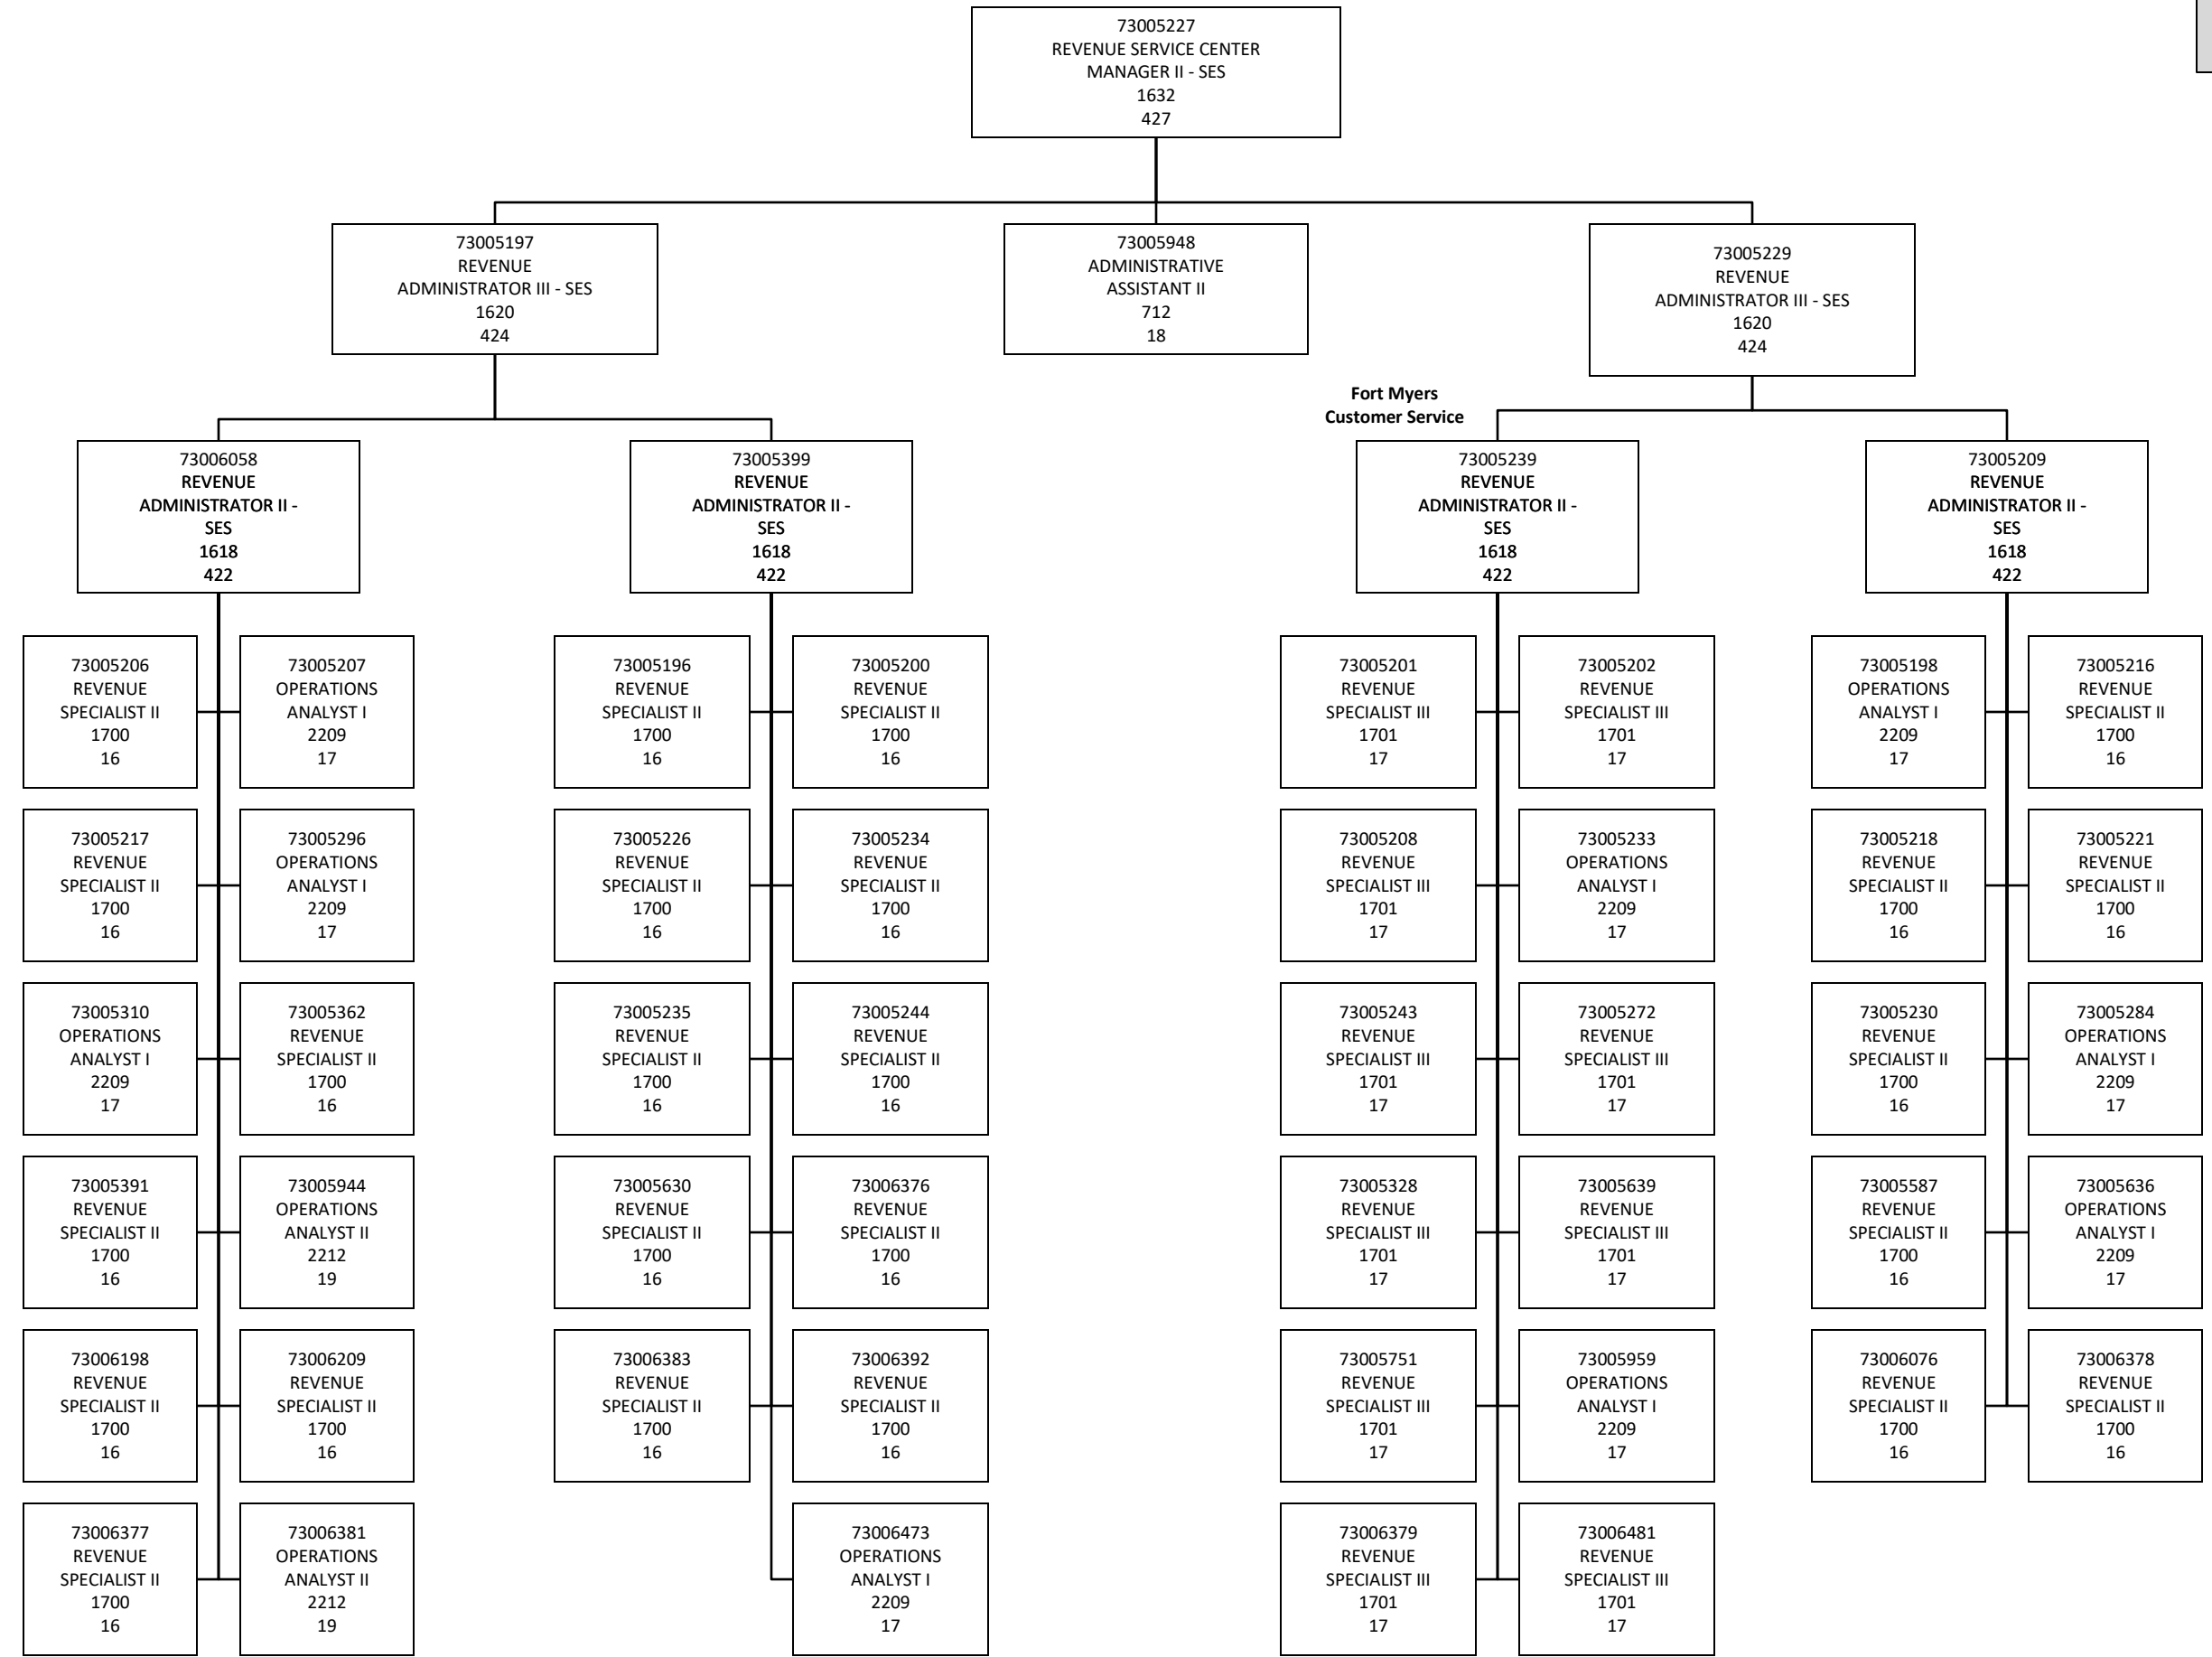 73005227
REVENUE SERVICE CENTER
MANAGER II - SES
1632
427
73005197
REVENUE
ADMINISTRATOR III - SES
1620
424
73005948
ADMINISTRATIVE
ASSISTANT II
712
18
73005229
REVENUE
ADMINISTRATOR III - SES
1620
424
Fort Myers
Customer Service
73006058
REVENUE
ADMINISTRATOR II -
SES
1618
422
73005399
REVENUE
ADMINISTRATOR II -
SES
1618
422
73005239
REVENUE
ADMINISTRATOR II -
SES
1618
422
73005209
REVENUE
ADMINISTRATOR II -
SES
1618
422
73005206
REVENUE
SPECIALIST II
1700
16
73005207
OPERATIONS
ANALYST I
2209
17
73005196
REVENUE
SPECIALIST II
1700
16
73005200
REVENUE
SPECIALIST II
1700
16
73005201
REVENUE
SPECIALIST III
1701
17
73005202
REVENUE
SPECIALIST III
1701
17
73005198
OPERATIONS
ANALYST I
2209
17
73005216
REVENUE
SPECIALIST II
1700
16
73005217
REVENUE
SPECIALIST II
1700
16
73005296
OPERATIONS
ANALYST I
2209
17
73005226
REVENUE
SPECIALIST II
1700
16
73005234
REVENUE
SPECIALIST II
1700
16
73005208
REVENUE
SPECIALIST III
1701
17
73005233
OPERATIONS
ANALYST I
2209
17
73005218
REVENUE
SPECIALIST II
1700
16
73005221
REVENUE
SPECIALIST II
1700
16
73005310
OPERATIONS
ANALYST I
2209
17
73005362
REVENUE
SPECIALIST II
1700
16
73005235
REVENUE
SPECIALIST II
1700
16
73005244
REVENUE
SPECIALIST II
1700
16
73005243
REVENUE
SPECIALIST III
1701
17
73005272
REVENUE
SPECIALIST III
1701
17
73005230
REVENUE
SPECIALIST II
1700
16
73005284
OPERATIONS
ANALYST I
2209
17
73005391
REVENUE
SPECIALIST II
1700
16
73005944
OPERATIONS
ANALYST II
2212
19
73005630
REVENUE
SPECIALIST II
1700
16
73006376
REVENUE
SPECIALIST II
1700
16
73005328
REVENUE
SPECIALIST III
1701
17
73005639
REVENUE
SPECIALIST III
1701
17
73005587
REVENUE
SPECIALIST II
1700
16
73005636
OPERATIONS
ANALYST I
2209
17
73006198
REVENUE
SPECIALIST II
1700
16
73006209
REVENUE
SPECIALIST II
1700
16
73006383
REVENUE
SPECIALIST II
1700
16
73006392
REVENUE
SPECIALIST II
1700
16
73005751
REVENUE
SPECIALIST III
1701
17
73005959
OPERATIONS
ANALYST I
2209
17
73006076
REVENUE
SPECIALIST II
1700
16
73006378
REVENUE
SPECIALIST II
1700
16
73006377
REVENUE
SPECIALIST II
1700
16
73006381
OPERATIONS
ANALYST II
2212
19
73006473
OPERATIONS
ANALYST I
2209
17
73006379
REVENUE
SPECIALIST III
1701
17
73006481
REVENUE
SPECIALIST III
1701
17